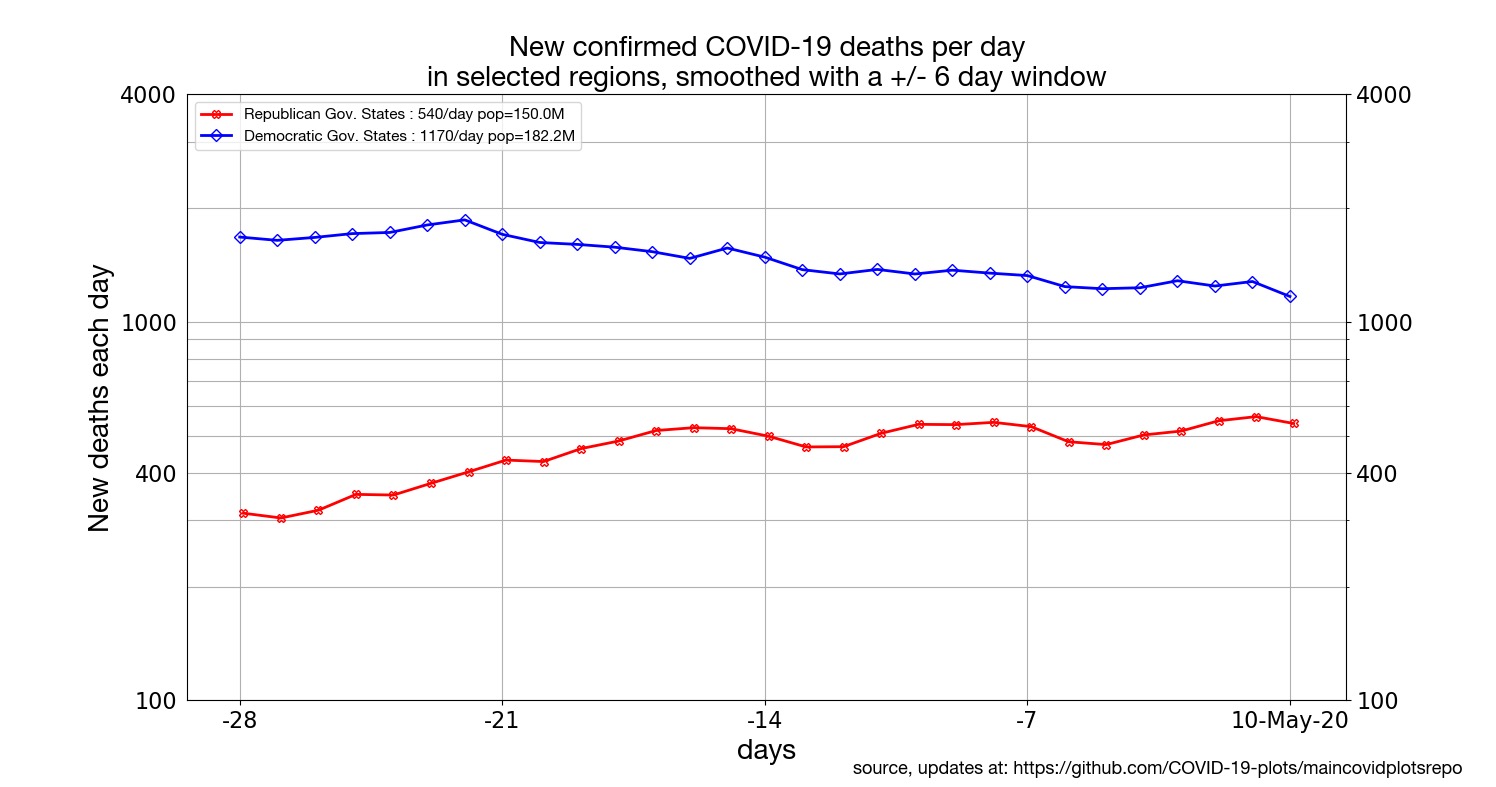 New confirmed COVID-19 deaths per day
in selected regions, smoothed with a +/- 6 day window
4000
4000
Republican Gov. States : 540/day pop=150.0M
Democratic Gov. States : 1170/day pop=182.2M
New deaths each day
1000
1000
400
400
100
100
-28
-21
-14
-7
10-May-20
days
source, updates at: https://github.com/COVID-19-plots/maincovidplotsrepo